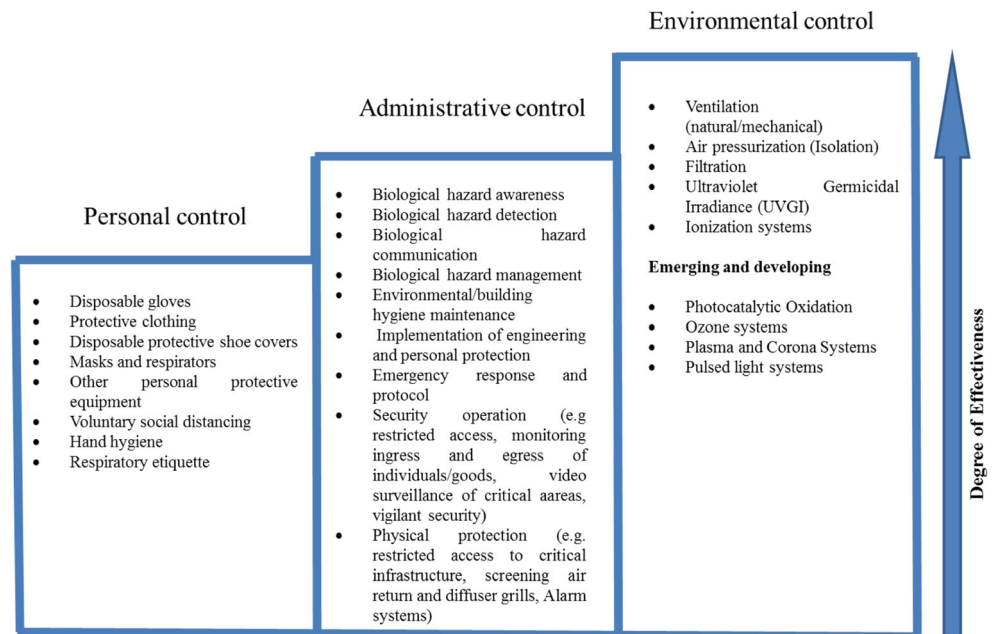 Environmental control
Administrative control
Personal control
• Disposable gloves
• Protective clothing
• Disposable protective shoe covers
• Masks and respirators
• Other personal protective
equipment
• Voluntary social distancing
• Hand hygiene
• Respiratory etiquette
• Biological hazard awareness
• Biological hazard detection
• Biological hazard
communication
• Biological hazard management
• Environmental/building
hygiene maintenance
• Implementation of engineering
and personal protection
• Emergency response and
protocol
• Security operation (e.g
restricted access, monitoring
ingress and egress of
individuals/goods, video
surveillance of critical aareas,
vigilant security)
• Physical protection (e.g.
restricted access to critical
infrastructure, screening air
return and diffuser grills, Alarm
systems)
• Ventilation
(natural/mechanical)
• Air pressurization (Isolation)
• Filtration
• Ultraviolet Germicidal
Irradiance (UVGI)
• Ionization systems
Emerging and developing
• Photocatalytic Oxidation
• Ozone systems
• Plasma and Corona Systems
• Pulsed light systems
Degree of Effectiveness